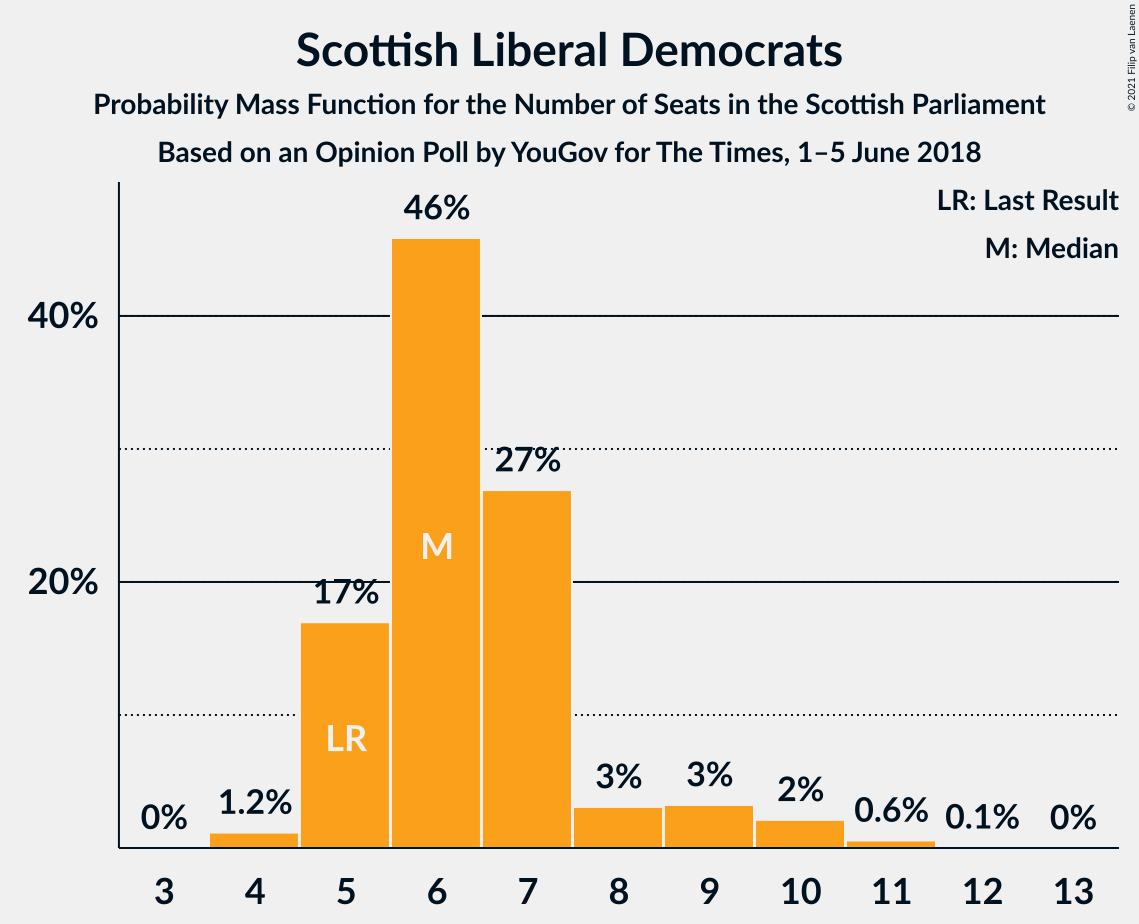 Scottish Liberal Democrats
Probability Mass Function for the Number of Seats in the Scottish Parliament
Based on an Opinion Poll by YouGov for The Times, 1–5 June 2018
© 2021 Filip van Laenen
LR: Last Result
M: Median
46%
40%
27%
M
20%
17%
LR
0%
1.2%
3%
3%
2%
0.6%
0.1%
0%
3 4 5 6 7 8 9 10 11 12 13